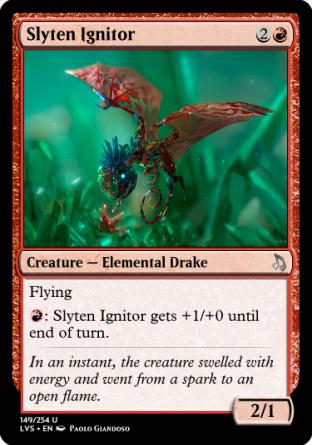 Slyten Ignitor 2
Creature — Elemental Drake
Flying
: Slyten Ignitor gets +1/+0 until
end of turn.
In an instant, the creature swelled with
energy and went from a spark to an
open flame.
2/1
149/254 U
LVS • EN PAOLO GIANDOSO